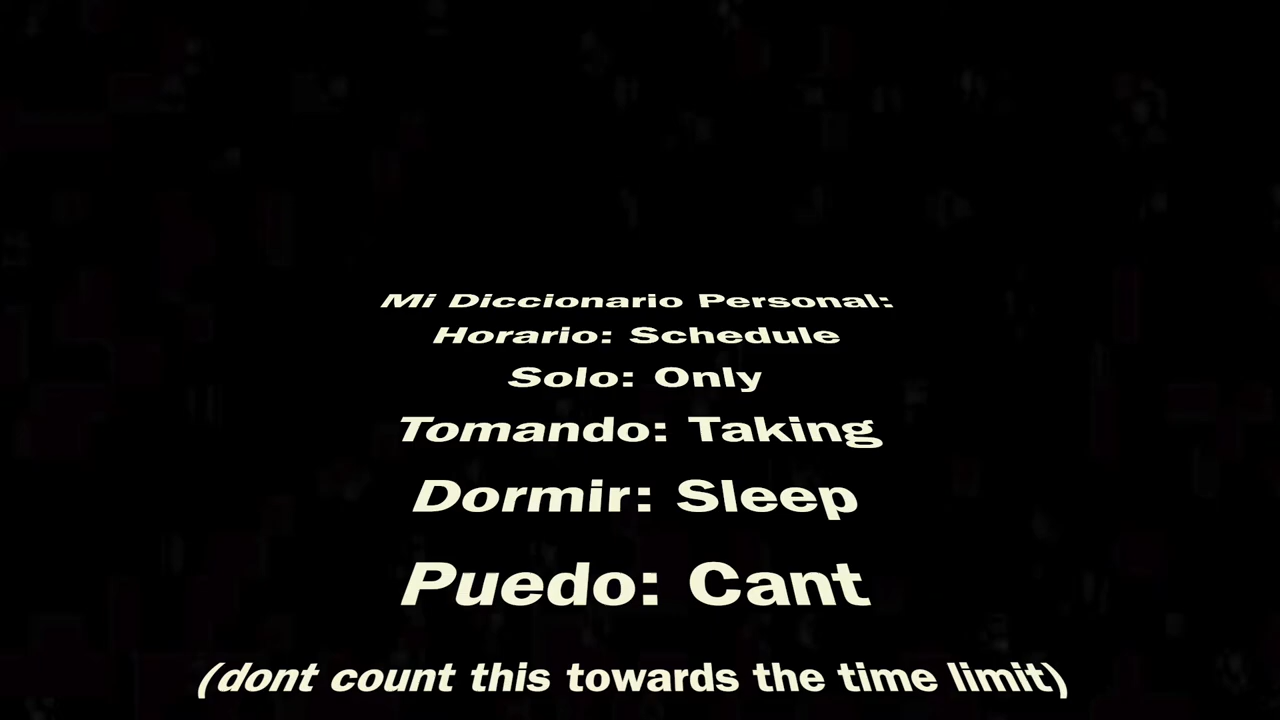 Mi Diccionario Personal:
Horario: Schedule
Solo: Only
Tomando: Taking
Dormir: Sleep
Puedo: Cant
(dont count this towards the time limit)